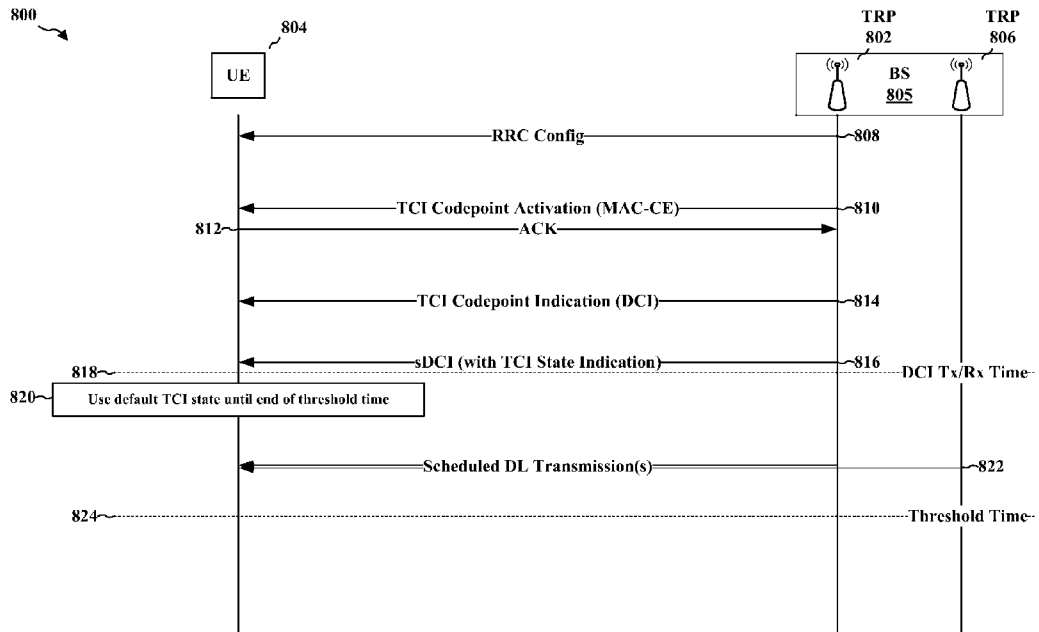 800
804
TRP
802
TRP
806
UE
BS
805
RRC Config
808
TCI Codepoint Activation (MAC-CE)
810
812
ACK
TCI Codepoint Indication (DCI)
814
sDCI (with TCI State Indication)
816
818
DCI Tx/Rx Time
820
Use default TCI state until end of threshold time
Scheduled DL Transmission(s)
822
824
Threshold Time